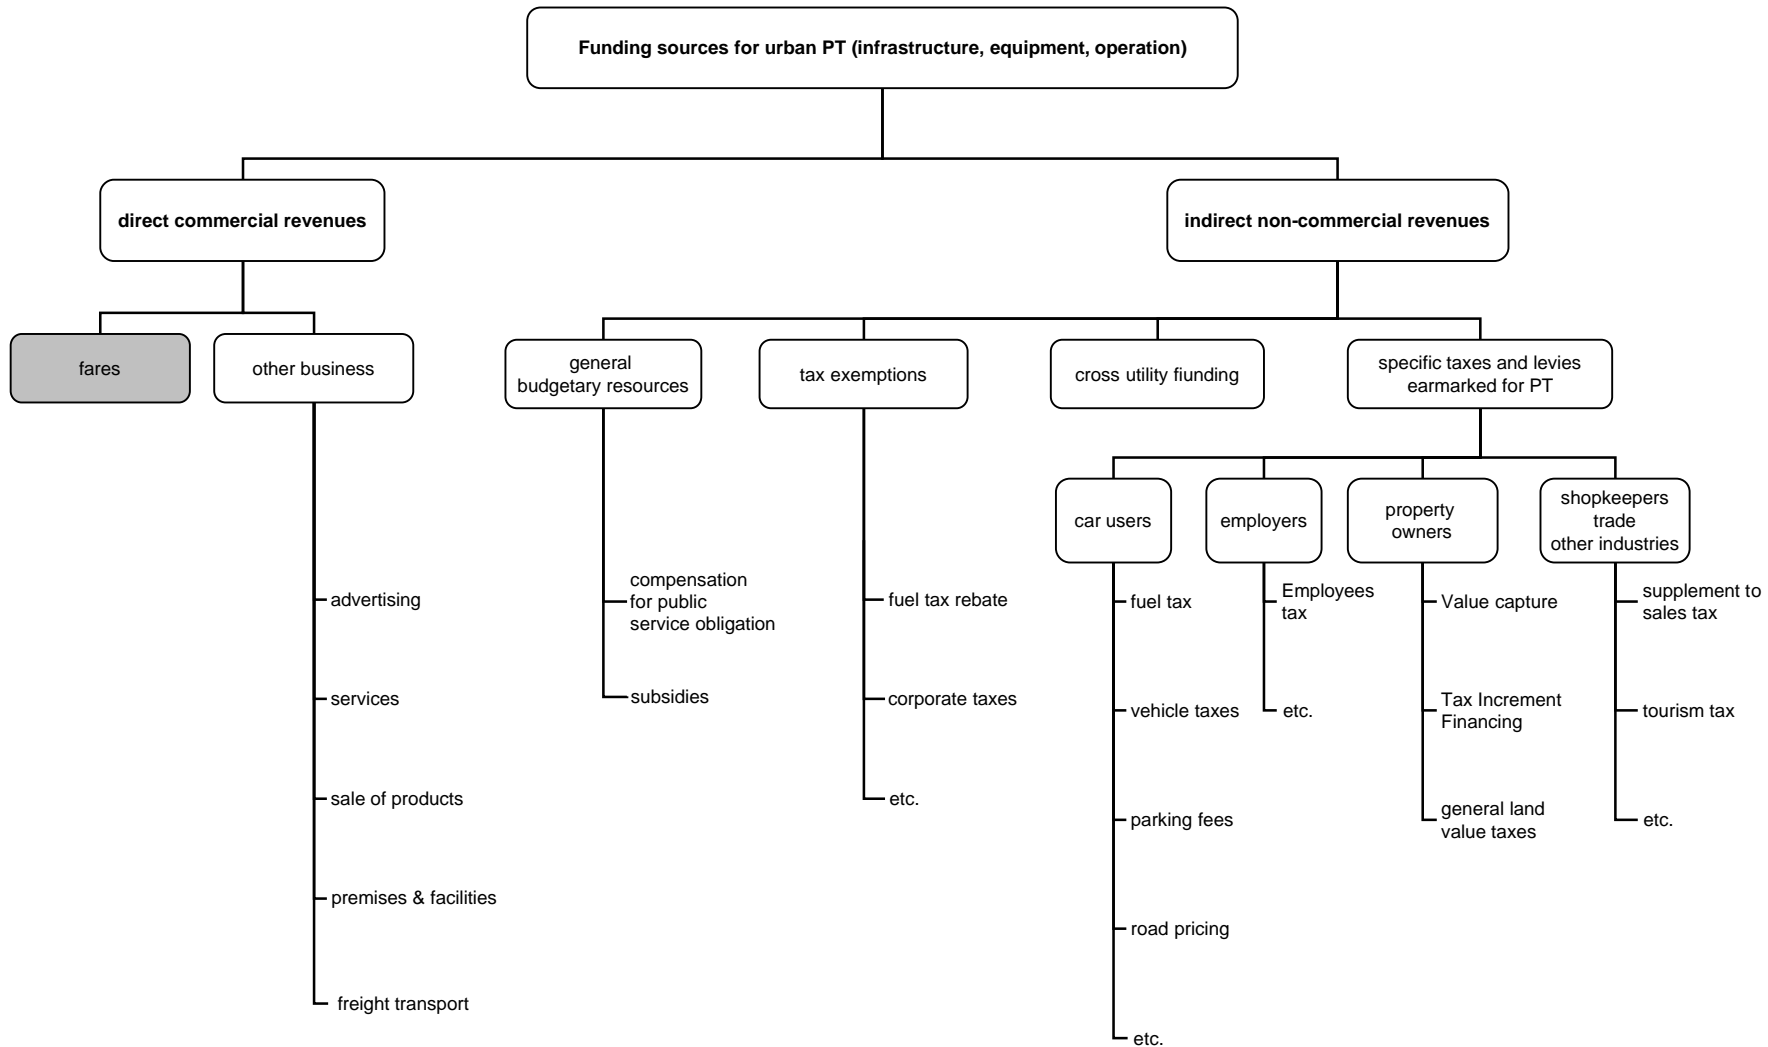 Funding sources for urban PT (infrastructure, equipment, operation)
direct commercial revenues
indirect non-commercial revenues
fares
other business
general
budgetary resources
tax exemptions
cross utility fiunding
specific taxes and levies
earmarked for PT
car users
employers
property
owners
shopkeepers
trade
other industries
advertising
services
sale of products
premises & facilities
freight transport
compensation
for public
service obligation
subsidies
fuel tax rebate
corporate taxes
etc.
fuel tax
vehicle taxes
parking fees
road pricing
etc.
Employees
tax
etc.
Value capture
Tax Increment
Financing
general land
value taxes
supplement to
sales tax
tourism tax
etc.